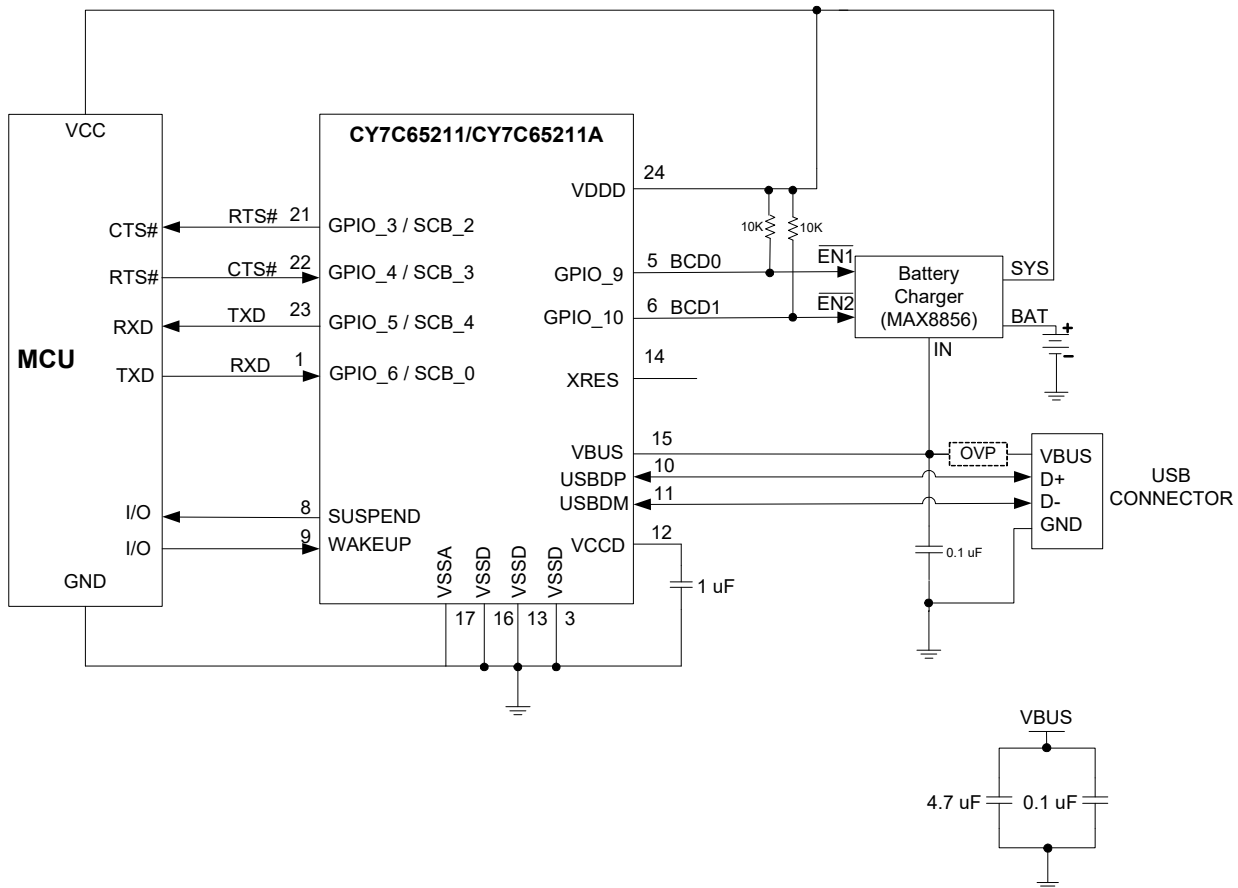 CY7C65211/CY7C65211A
VCC
CTS#
RTS#
RXD
TXD
MCU
I/O
I/O
GND
RTS# 21
CTS# 22
TXD 23
RXD 1
8
9
GPIO_3 / SCB_2
GPIO_4 / SCB_3
GPIO_5 / SCB_4
GPIO_6 / SCB_0
SUSPEND
WAKEUP
VSSA
VSSD
VSSD
VSSD
17
16
13
3
VDDD
24
GPIO_9
5 BCD0
GPIO_10
6 BCD1
XRES
14
VBUS
15
USBDP
10
USBDM
11
VCCD
12
1 uF
10K
10K
EN1
EN2
Battery
Charger
(MAX8856)
SYS
BAT
+
-
IN
OVP
VBUS
D+
D-
GND
USB
CONNECTOR
0.1 uF
VBUS
4.7 uF
0.1 uF